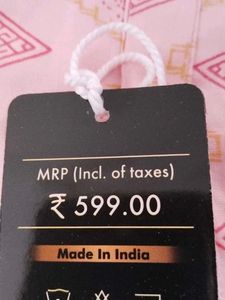 MRP (Incl. of taxes)
₹ 599.00
Made In India